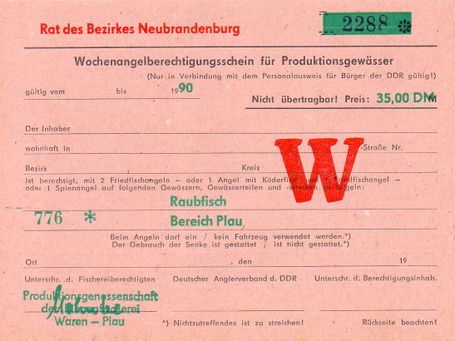 Rat des Bezirkes Neubrandenburg
2288 *
Wochenangelberechtigungsschein für Produktionsgewässer
(Nur in Verbindung mit dem Personalausweis für Bürger der DDR gültig!)
gültig vom bis 1990
Nicht übertragbar! Preis: 35,00 DM
Der Inhaber
wohnhaft in -Straße Nr.
Bezirk Kreis
W
ist berechtigt, mit 2 Friedfischangeln – oder 1 Angel mit Köderfisch und 1 Friedfischangel –
oder 1 Spinnangel auf folgenden Gewässern, Gewässerteilen und -strecken zu angeln:
Raubfisch
776 * Bereich Plau
Beim Angeln darf ein / kein Fahrzeug verwendet werden.*)
Der Gebrauch der Senke ist gestattet / ist nicht gestattet.*)
Ort , den 19
Unterschr. d. Fischereiberechtigten Deutscher Anglerverband d. DDR Unterschr. d. Berechtigungsinhab.
Produktionsgenossenschaft
der
Waren – Plau
*) Nichtzutreffendes ist zu streichen! Rückseite beachten!